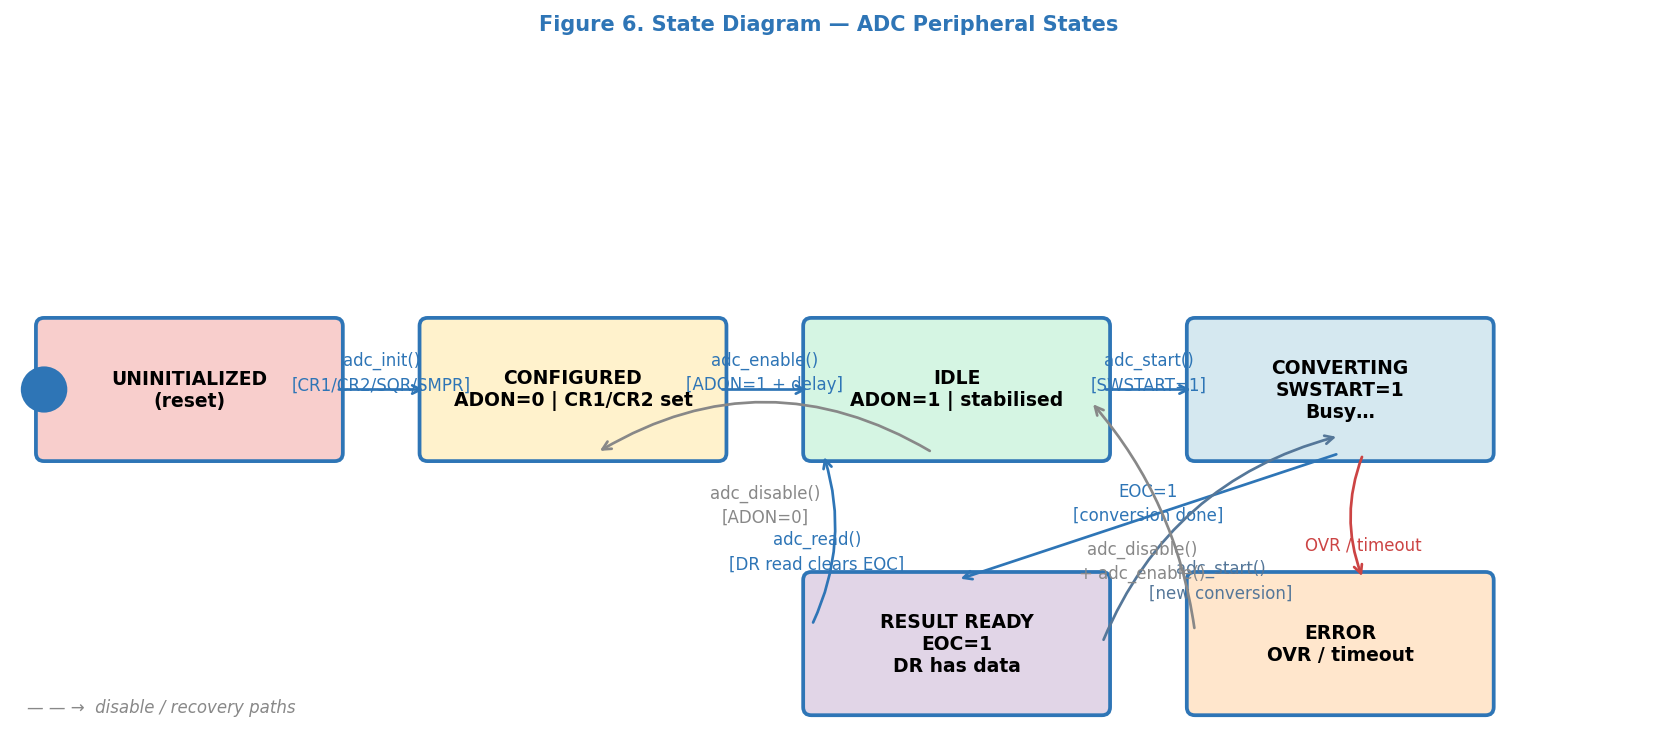 Figure 6. State Diagram — ADC Peripheral States
UNINITIALIZED
(reset)
adc_init()
[CR1/CR2/SQR/SMPR]
CONFIGURED
ADON=0 | CR1/CR2 set
adc_enable()
[ADON=1 + delay]
IDLE
ADON=1 | stabilised
adc_start()
[SWSTART=1]
CONVERTING
SWSTART=1
Busy…
adc_disable()
[ADON=0]
adc_read()
[DR read clears EOC]
EOC=1
[conversion done]
adc_disable()
+ adc_enable()
adc_start()
[new conversion]
OVR / timeout
RESULT READY
EOC=1
DR has data
ERROR
OVR / timeout
— — → disable / recovery paths